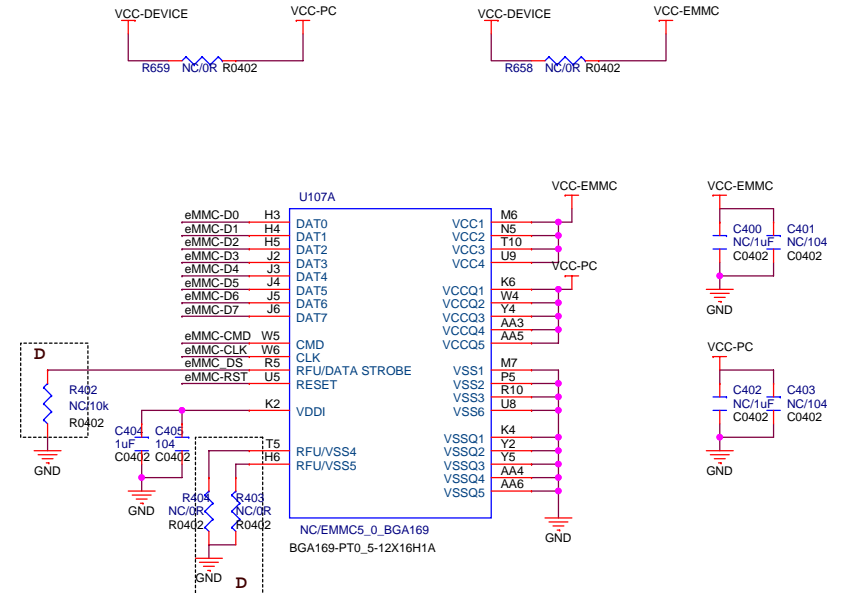 VCC-DEVICE VCC-PC VCC-DEVICE VCC-EMMC
R659 NC/0R R0402 R658 NC/0R R0402
U107A
VCC-EMMC
VCC-EMMC
eMMC-D0 H3 DAT0 VCC1 M6
eMMC-D1 H4 DAT1 VCC2 N5
eMMC-D2 H5 DAT2 VCC3 T10
eMMC-D3 J2 DAT3 VCC4 U9
eMMC-D4 J3 DAT4
VCC-PC
eMMC-D5 J4 DAT5 VCCQ1 K6
eMMC-D6 J5 DAT6 VCCQ2 W4
eMMC-D7 J6 DAT7 VCCQ3 Y4
VCCQ4 AA3
eMMC-CMD W5 CMD VCCQ5 AA5
eMMC-CLK W6 CLK
eMMC_DS R5 RFU/DATA STROBE VSS1 M7
eMMC-RST U5 RESET VSS2 P5
VSS3 R10
K2 VDDI VSS6 U8
VSSQ1 K4
T5 RFU/VSS4 VSSQ2 Y2
H6 RFU/VSS5 VSSQ3 Y5
VSSQ4 AA4
VSSQ5 AA6
C400
NC/1uF
C0402
C401
NC/104
C0402
GND
VCC-PC
C402
NC/1uF
C0402
C403
NC/104
C0402
GND
D
R402
NC/10k
R0402
GND
C404
1uF
C0402
C405
104
C0402
GND
R404
NC/0R
R0402
R403
NC/0R
R0402
GND
D
NC/EMMC5_0_BGA169
BGA169-PT0_5-12X16H1A
GND